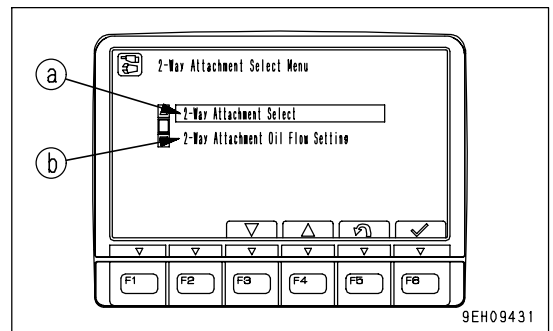 2-Way Attachment Select Menu
a
2-Way Attachment Select
b
2-Way Attachment Oil Flow Setting
F1 F2 F3 F4 F5 F6
9EH09431